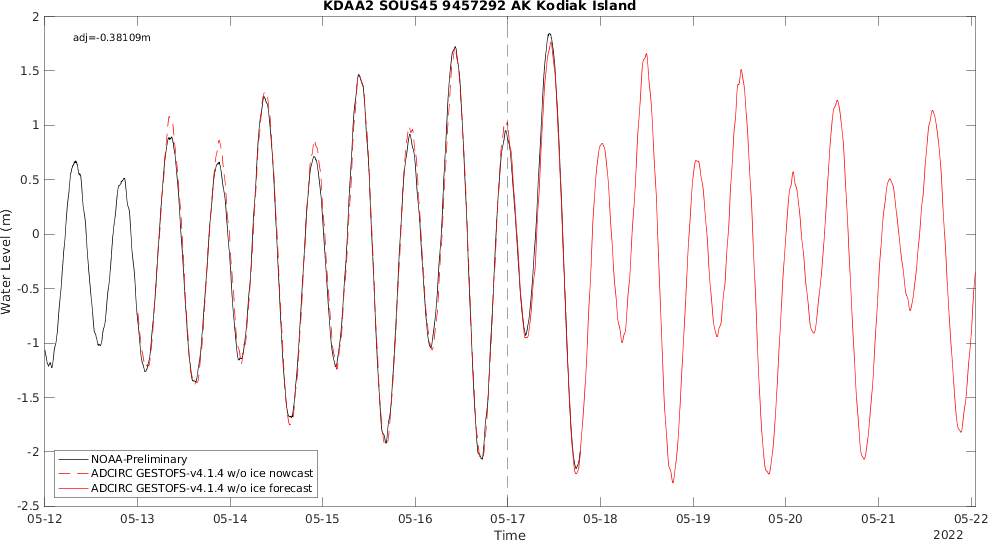 KDAA2 SOUS45 9457292 AK Kodiak Island
adj=-0.38109m
2
1.5
1
0.5
0
-0.5
-1
-1.5
-2
-2.5
Water Level (m)
NOAA-Preliminary
ADCIRC GESTOFS-v4.1.4 w/o ice nowcast
ADCIRC GESTOFS-v4.1.4 w/o ice forecast
05-12 05-13 05-14 05-15 05-16 05-17 05-18 05-19 05-20 05-21 05-22
Time
2022